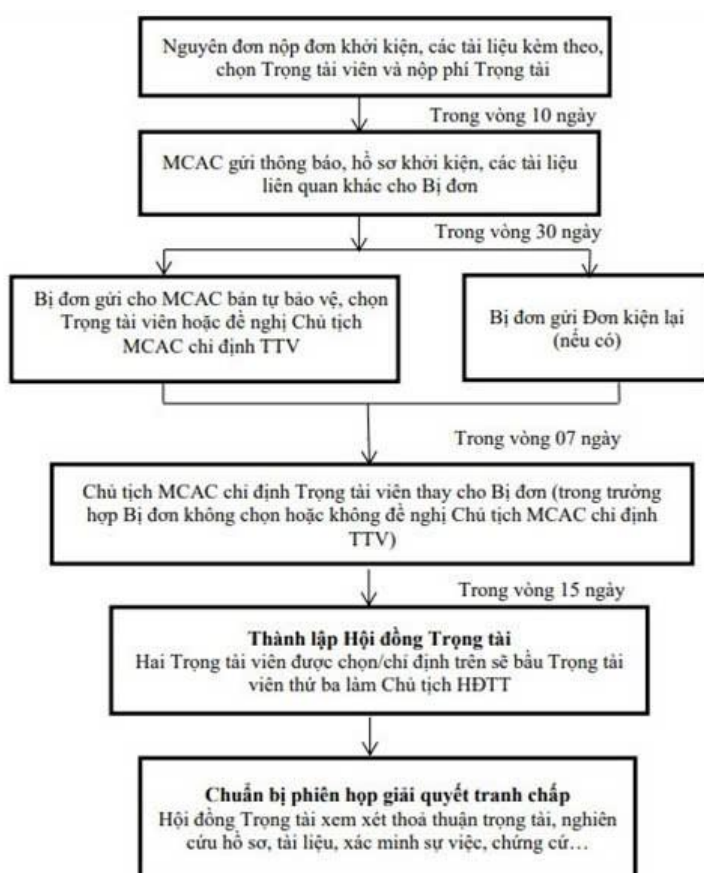 Nguyên đơn nộp đơn khởi kiện, các tài liệu kèm theo,
chọn Trọng tài viên và nộp phí Trọng tài
Trong vòng 10 ngày
MCAC gửi thông báo, hồ sơ khởi kiện, các tài liệu
liên quan khác cho Bị đơn
Trong vòng 30 ngày
Bị đơn gửi cho MCAC bản tự bảo vệ, chọn
Trọng tài viên hoặc đề nghị Chủ tịch
MCAC chỉ định TTV
Bị đơn gửi Đơn kiện lại
(nếu có)
Trong vòng 07 ngày
Chủ tịch MCAC chỉ định Trọng tài viên thay cho Bị đơn (trong trường
hợp Bị đơn không chọn hoặc không đề nghị Chủ tịch MCAC chỉ định
TTV)
Trong vòng 15 ngày
Thành lập Hội đồng Trọng tài
Hai Trọng tài viên được chọn/chỉ định trên sẽ bầu Trọng tài
viên thứ ba làm Chủ tịch HĐTT
Chuẩn bị phiên họp giải quyết tranh chấp
Hội đồng Trọng tài xem xét thoả thuận trọng tài, nghiên
cứu hồ sơ, tài liệu, xác minh sự việc, chứng cứ…